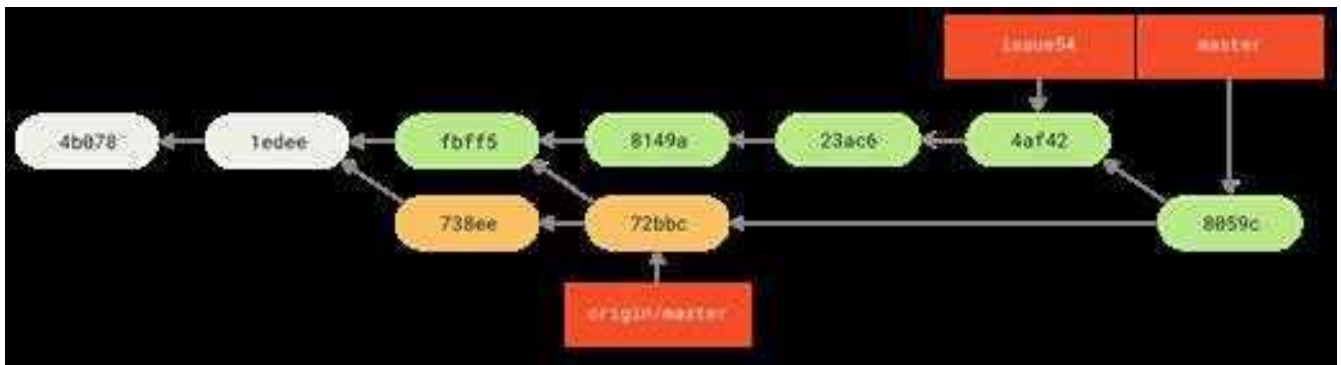 issue54
master
4b078
1edee
fbff5
8149a
23ac6
4af42
738ee
72bbc
8059c
origin/master